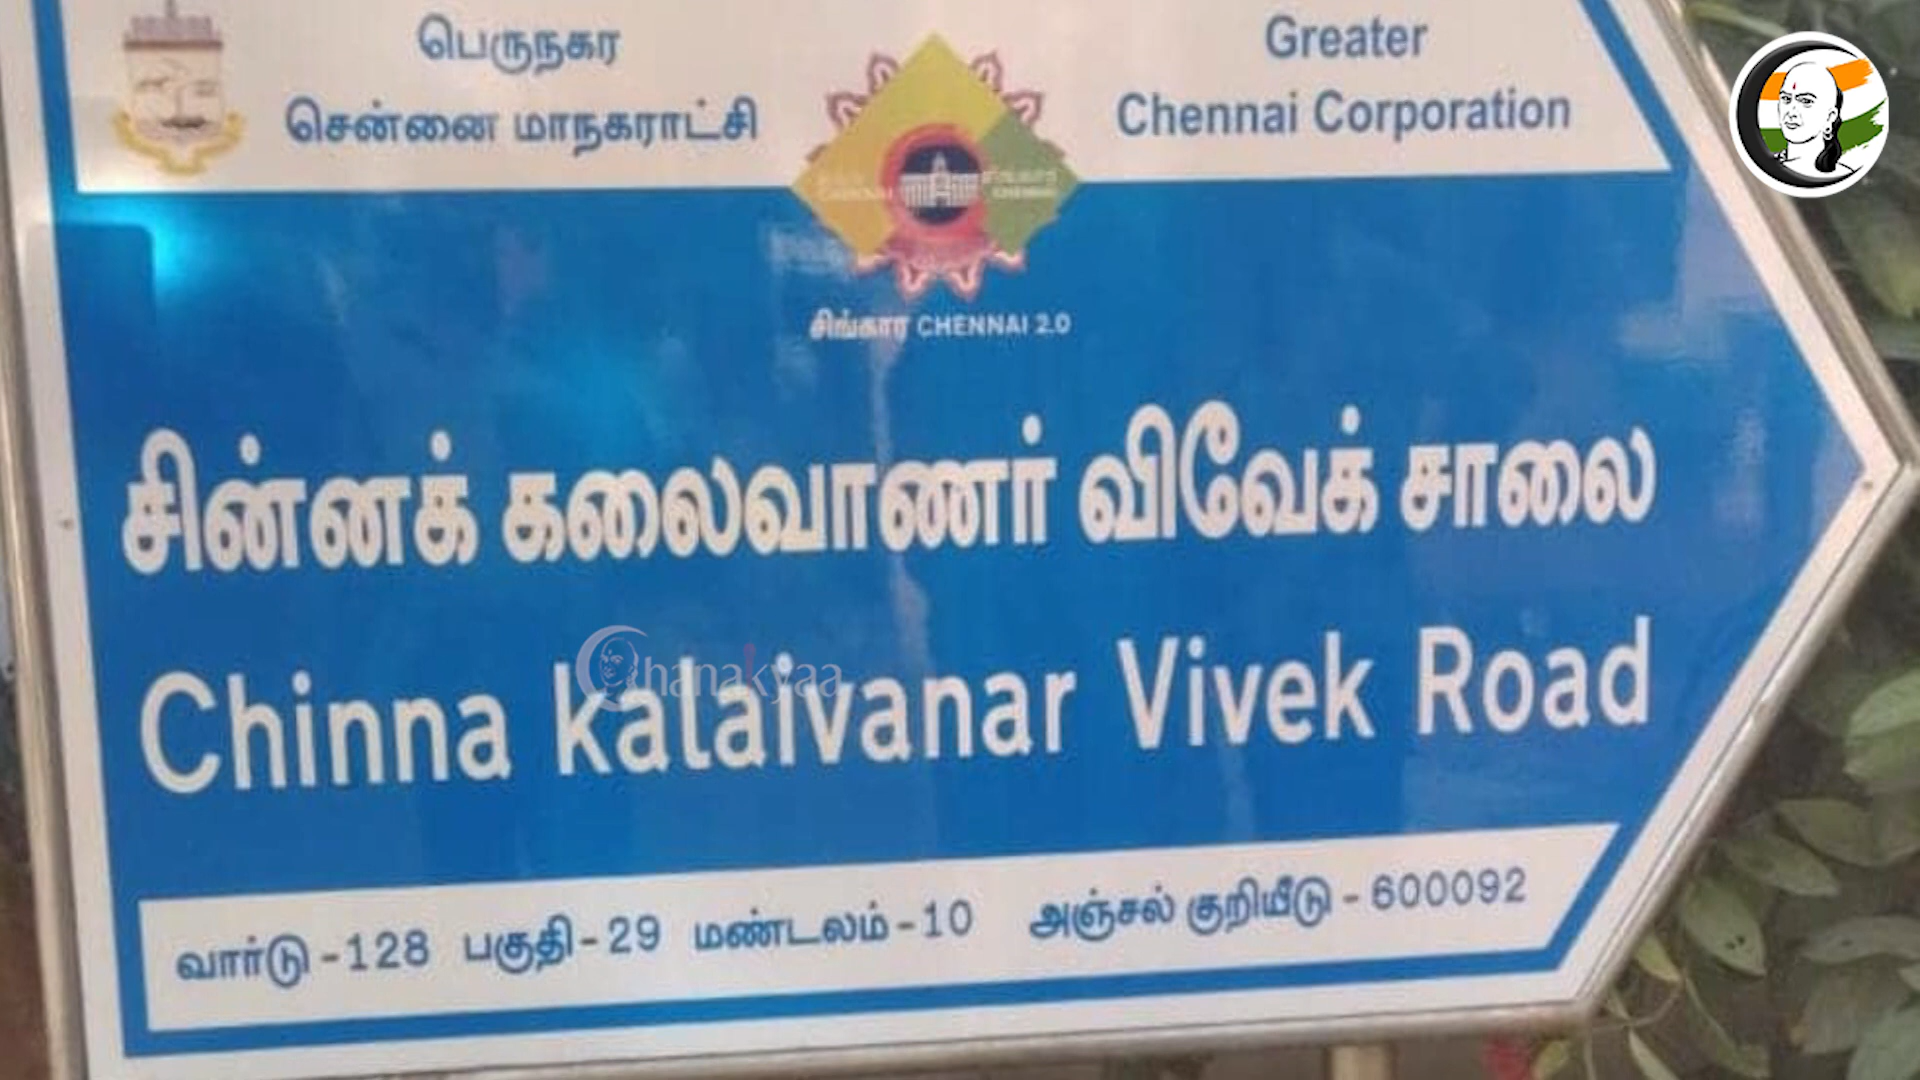 பெருநகர
சென்னை மாநகராட்சி
Greater
Chennai Corporation
சிங்கார CHENNAI 2.0
சின்னக் கலைவாணர் விவேக் சாலை
Chinna kalaivanar Vivek Road
Chanakyaa
வார்டு -128 பகுதி-29 மண்டலம்-10 அஞ்சல் குறியீடு - 600092